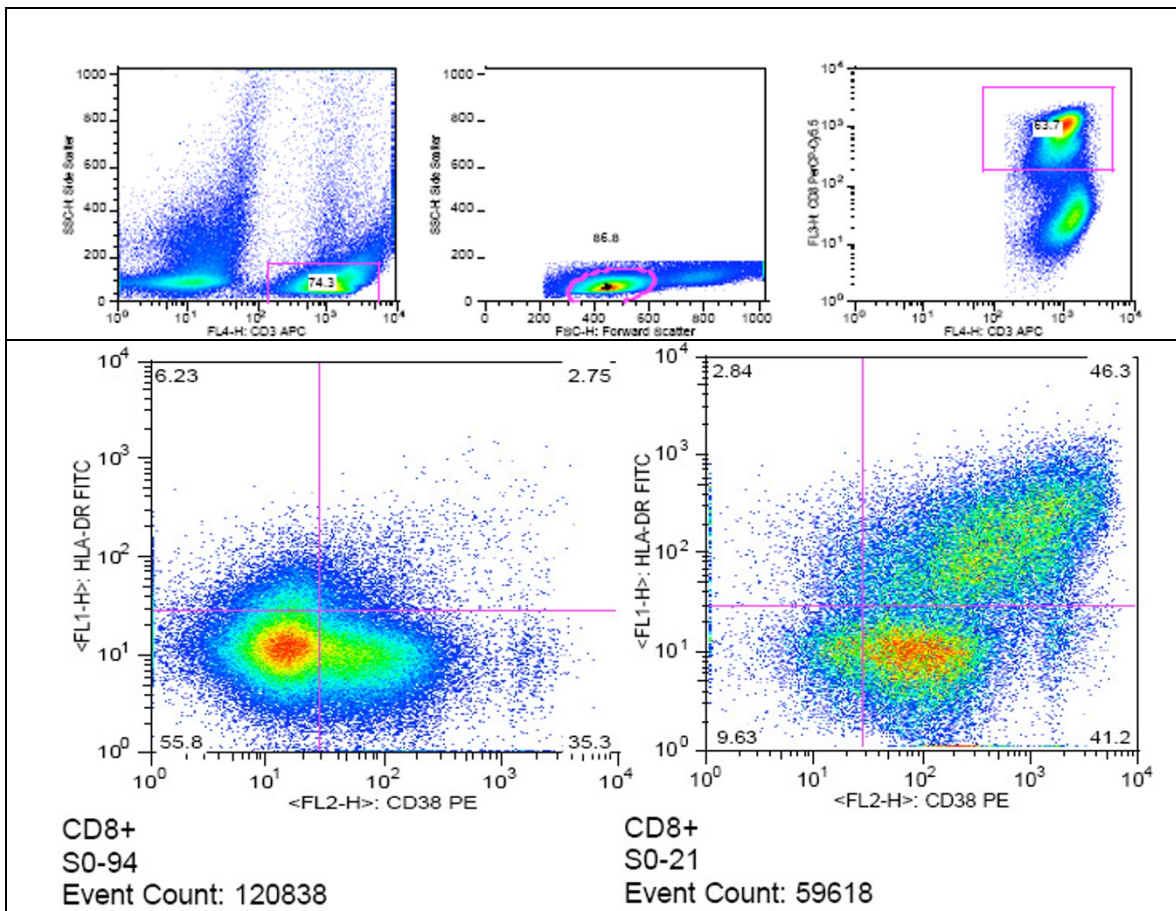 1000
800
600
400
200
0
SSC-H: Side Scatter
74.3
10^0 10^1 10^2 10^3 10^4
FL4-H: CD3 APC
1000
800
600
400
200
0
SSC-H: Side Scatter
86.8
0 200 400 600 800 1000
FSC-H: Forward Scatter
10^4
10^3
10^2
10^1
10^0
FL3-H: CD8 PerCP-Cy5.5
63.7
10^0 10^1 10^2 10^3 10^4
FL4-H: CD3 APC
10^4
10^3
10^2
10^1
10^0
<FL1-H>: HLA-DR FITC
6.23 2.75
55.8 35.3
10^0 10^1 10^2 10^3 10^4
<FL2-H>: CD38 PE
CD8+
S0-94
Event Count: 120838
10^4
10^3
10^2
10^1
10^0
<FL1-H>: HLA-DR FITC
2.84 46.3
9.63 41.2
10^0 10^1 10^2 10^3 10^4
<FL2-H>: CD38 PE
CD8+
S0-21
Event Count: 59618